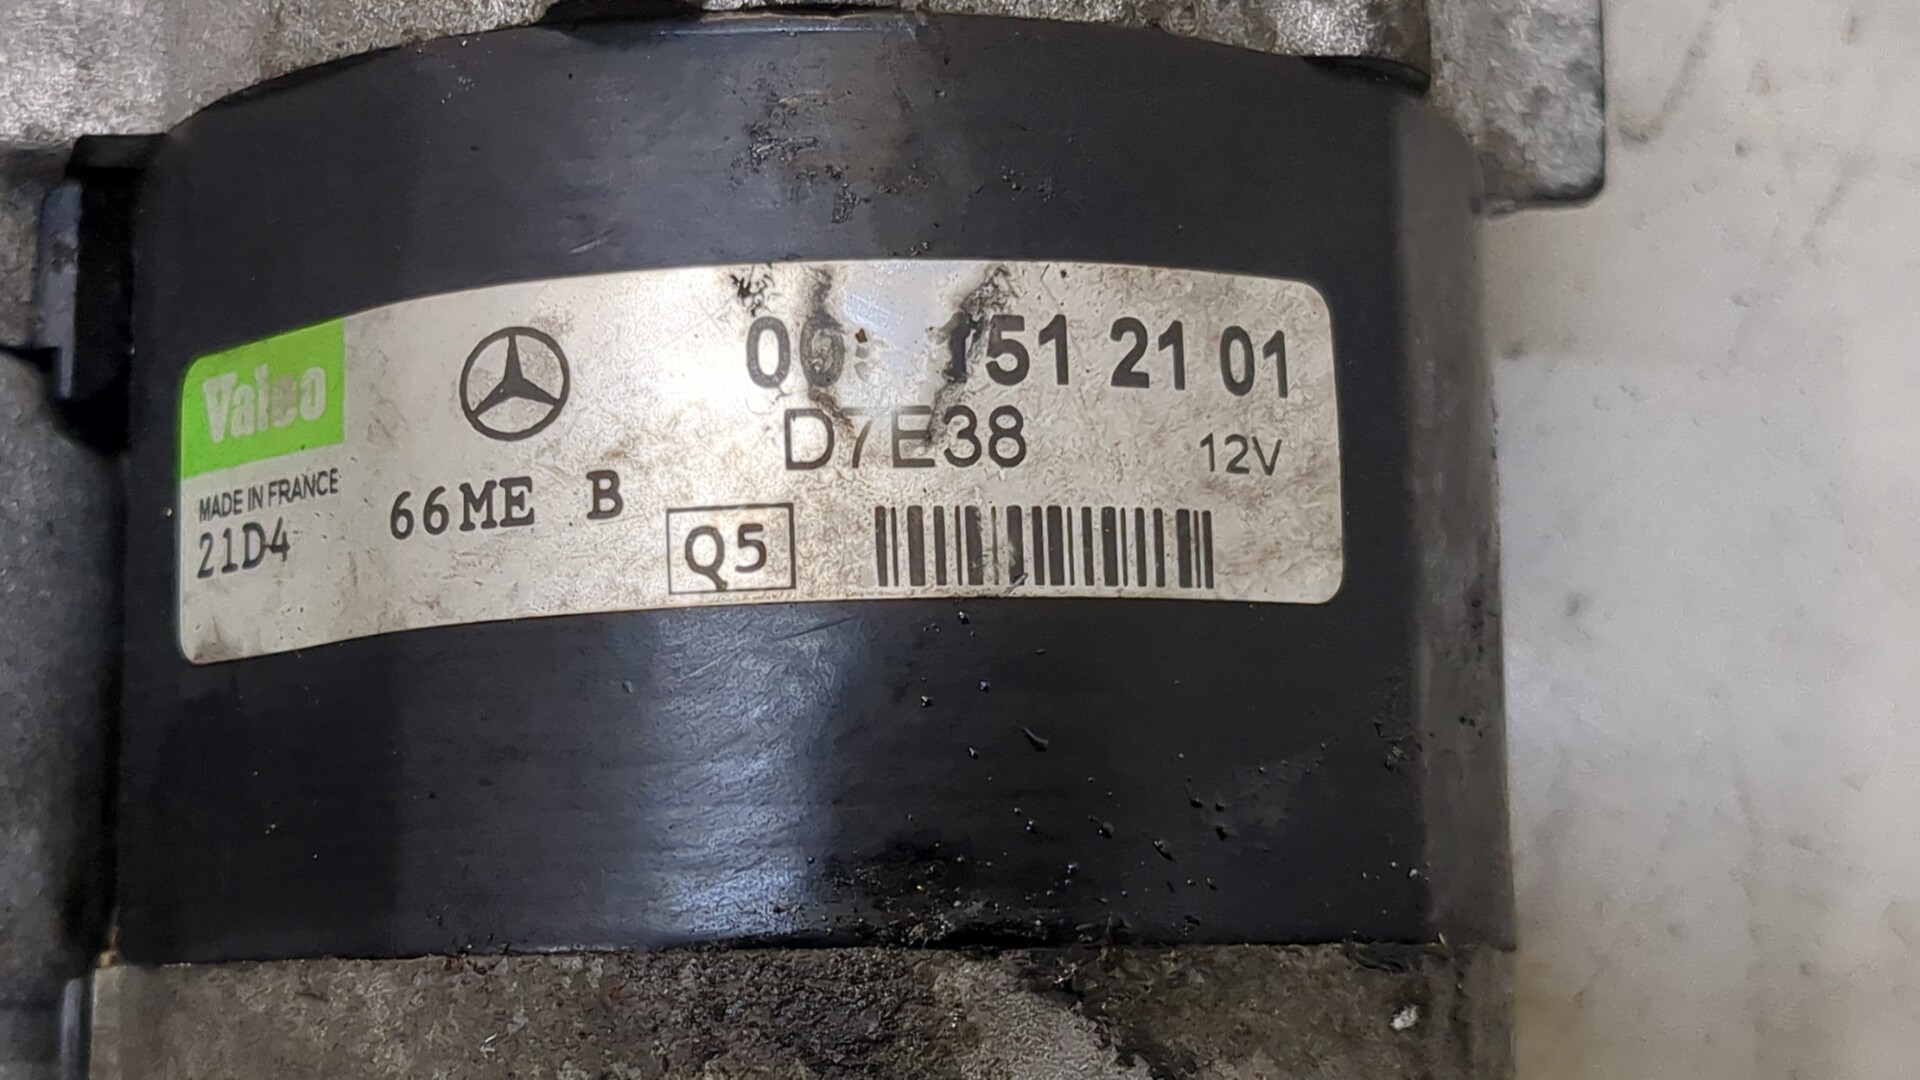 Valeo
151 21 01
D7E38
12V
MADE IN FRANCE
21D4
66ME B
Q5